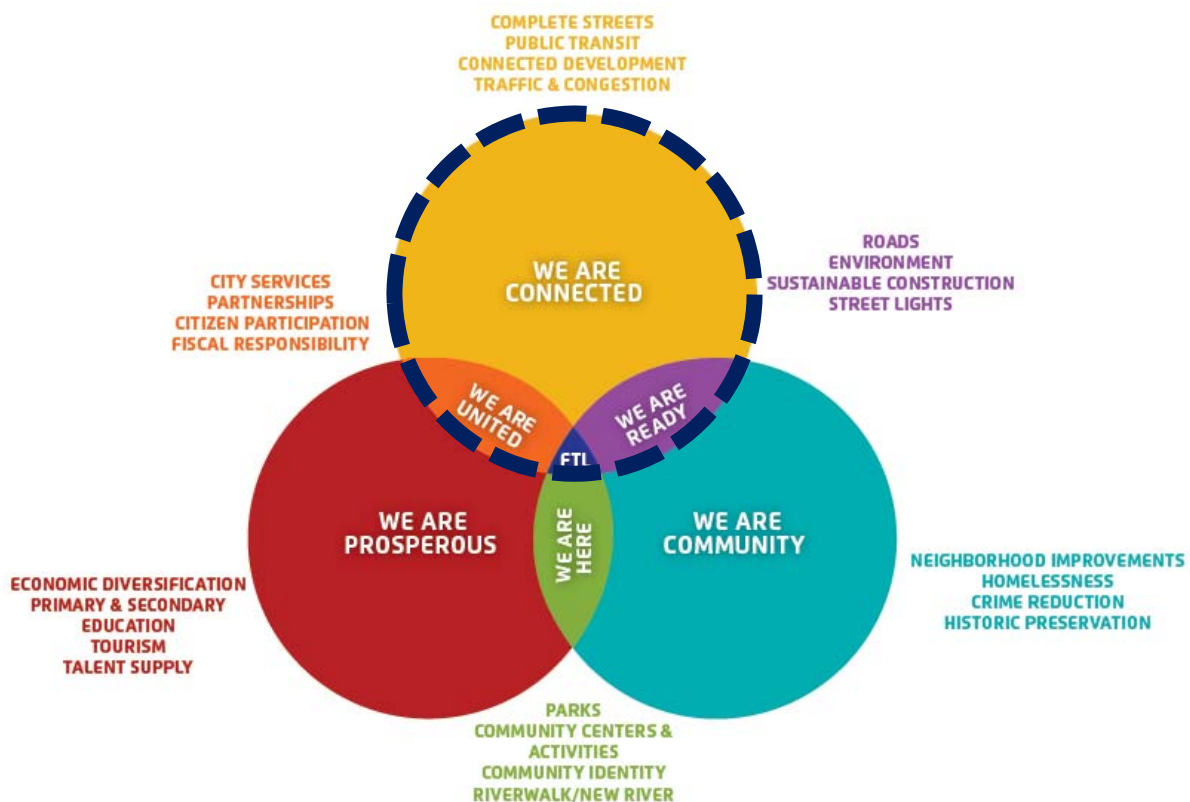 COMPLETE STREETS
PUBLIC TRANSIT
CONNECTED DEVELOPMENT
TRAFFIC & CONGESTION
WE ARE
CONNECTED
ROADS
ENVIRONMENT
SUSTAINABLE CONSTRUCTION
STREET LIGHTS
CITY SERVICES
PARTNERSHIPS
CITIZEN PARTICIPATION
FISCAL RESPONSIBILITY
WE ARE
UNITED
WE ARE
READY
FTL
WE ARE
PROSPEROUS
WE ARE
HERE
WE ARE
COMMUNITY
ECONOMIC DIVERSIFICATION
PRIMARY & SECONDARY
EDUCATION
TOURISM
TALENT SUPPLY
NEIGHBORHOOD IMPROVEMENTS
HOMELESSNESS
CRIME REDUCTION
HISTORIC PRESERVATION
PARKS
COMMUNITY CENTERS &
ACTIVITIES
COMMUNITY IDENTITY
RIVERWALK/NEW RIVER